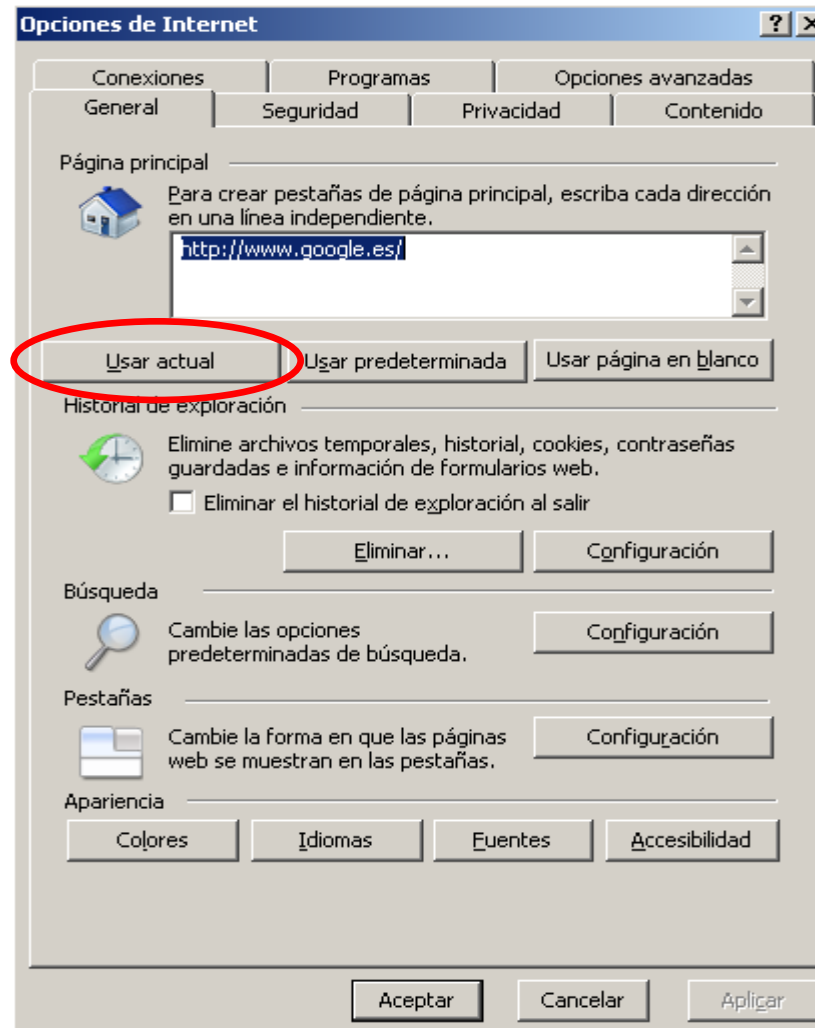 Opciones de Internet
Conexiones Programas Opciones avanzadas
General Seguridad Privacidad Contenido
Página principal
Para crear pestañas de página principal, escriba cada dirección
en una línea independiente.
http://www.google.es/
Usar actual Usar predeterminada Usar página en blanco
Historial de exploración
Elimine archivos temporales, historial, cookies, contraseñas
guardadas e información de formularios web.
Eliminar el historial de exploración al salir
Eliminar... Configuración
Búsqueda
Cambie las opciones
predeterminadas de búsqueda.
Configuración
Pestañas
Cambie la forma en que las páginas
web se muestran en las pestañas.
Configuración
Apariencia
Colores Idiomas Fuentes Accesibilidad
Aceptar Cancelar Aplicar